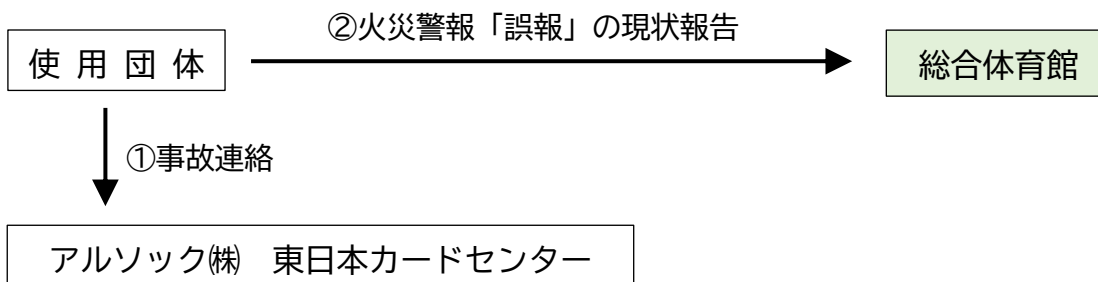 ②火災警報「誤報」の現状報告
使 用 団 体
総合体育館
①事故連絡
アルソック㈱　東日本カードセンター